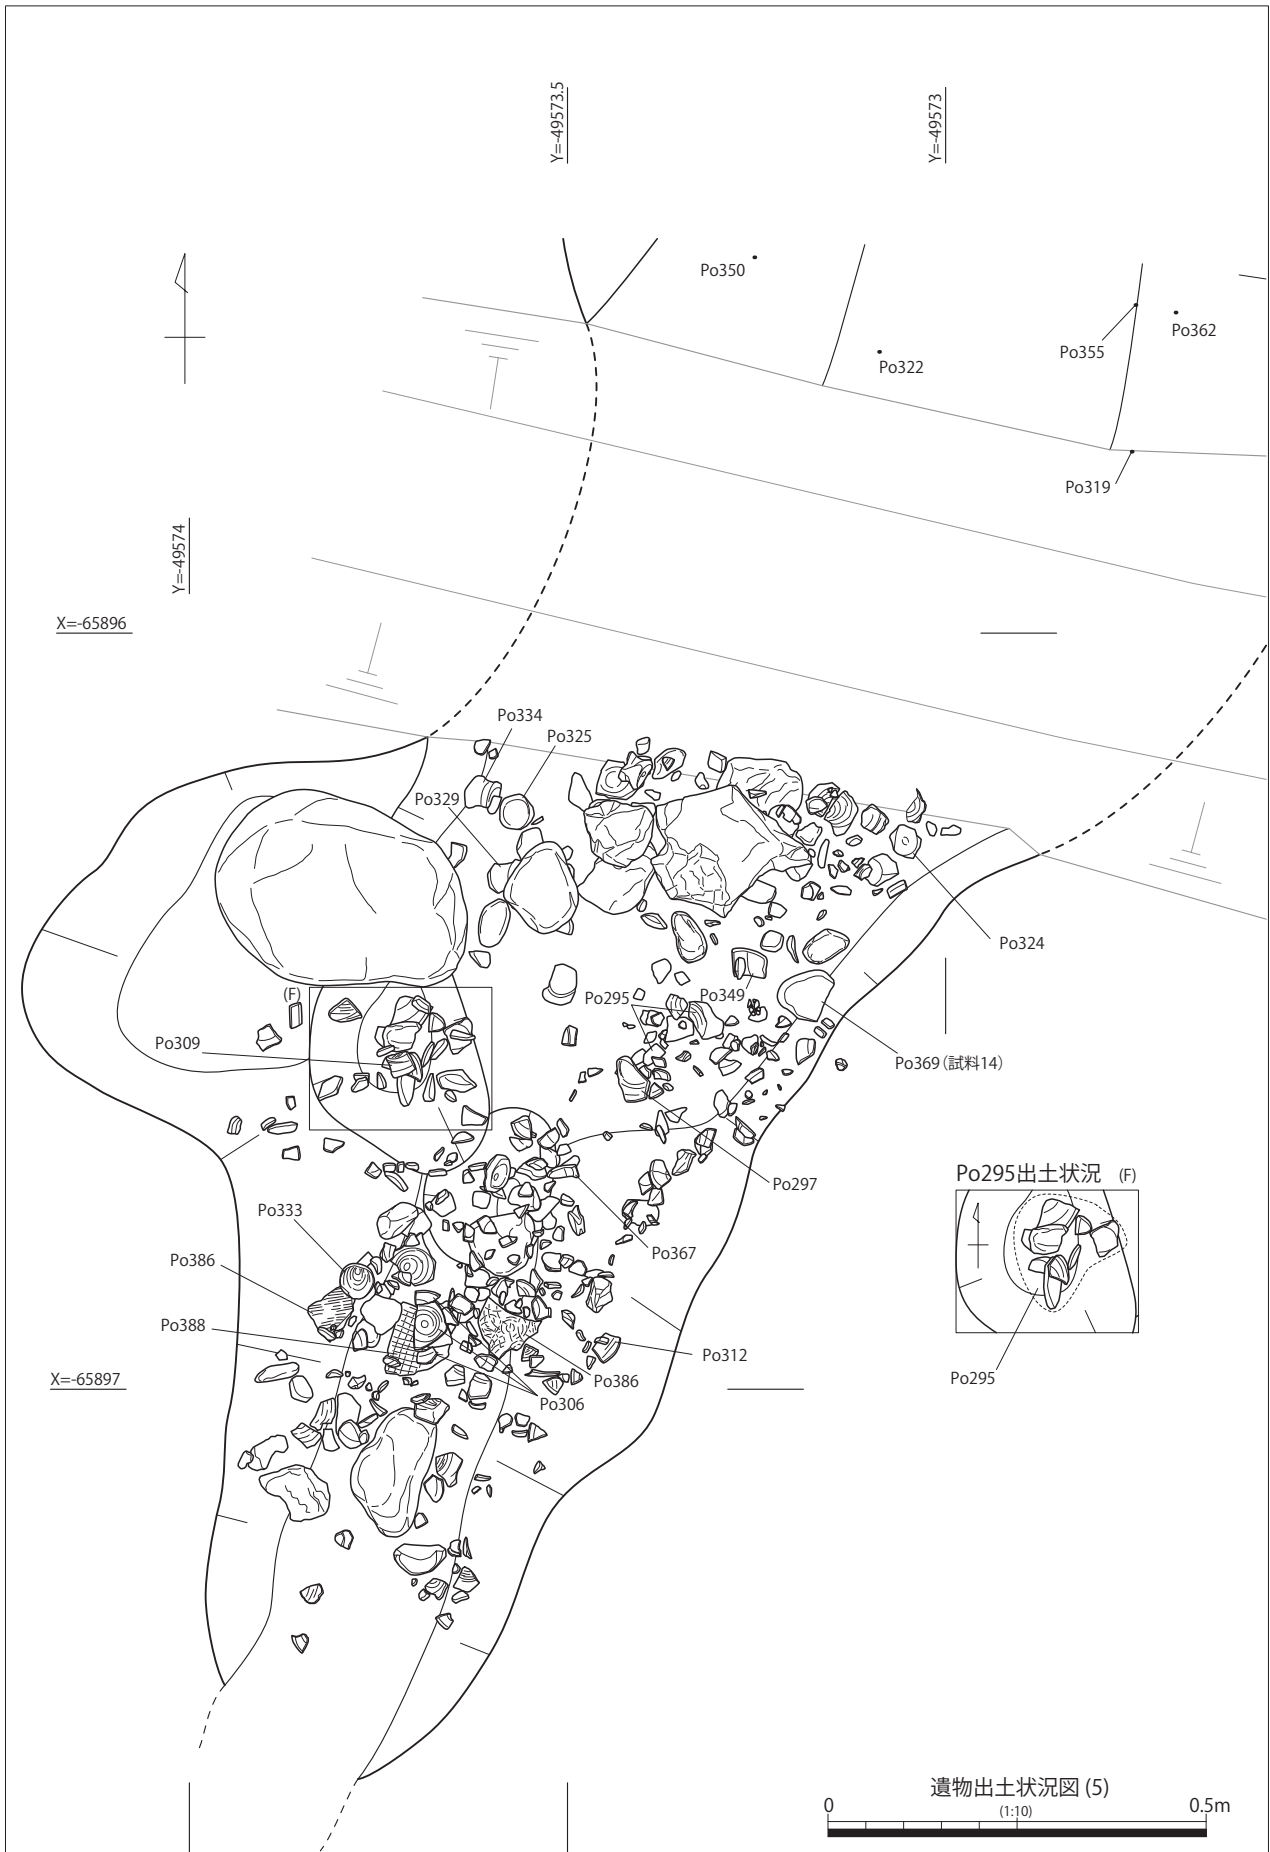 Y=-49573.5
Y=-49573
Po350
Po362
Po355
Po322
Po319
Y=-49574
X=-65896
Po334
Po325
Po329
Po324
(F)
Po295
Po349
Po309
Po369(試料14)
Po297
Po295出土状況 (F)
Po333
Po367
Po386
Po388
Po312
Po295
X=-65897
Po386
Po306
遺物出土状況図 (5)
0
(1:10)
0.5m